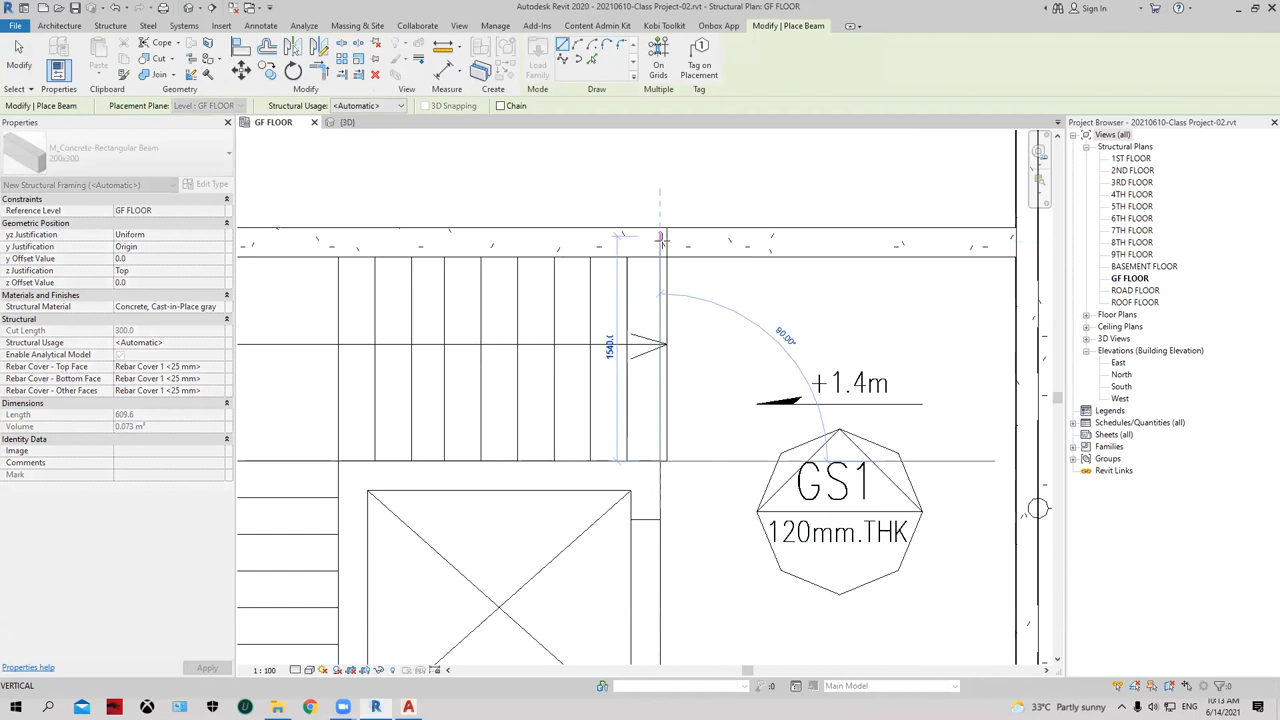 Autodesk Revit 2020 - 20210610-Class Project-02.rvt - Structural Plan: GF FLOOR
Sign In
File Architecture Structure Steel Systems Insert Annotate Analyze Massing & Site Collaborate View Manage Add-Ins Content Admin Kit Kobi Toolkit Onbox App Modify | Place Beam
Cope
Cut
Join
Modify
Paste
Load Family
On Grids
Tag on Placement
Select Properties Clipboard Geometry Modify View Measure Create Mode Draw Multiple Tag
Modify | Place Beam Placement Plane: Level : GF FLOOR Structural Usage: <Automatic> 3D Snapping Chain
Properties
GF FLOOR
{3D}
Project Browser - 20210610-Class Project-02.rvt
M_Concrete-Rectangular Beam
200x300
New Structural Framing (<Automatic>) Edit Type
Constraints
Reference Level GF FLOOR
Geometric Position
yz Justification Uniform
y Justification Origin
y Offset Value 0.0
z Justification Top
z Offset Value 0.0
Materials and Finishes
Structural Material Concrete, Cast-in-Place gray
Structural
Cut Length 300.0
Structural Usage <Automatic>
Enable Analytical Model
Rebar Cover - Top Face Rebar Cover 1 <25 mm>
Rebar Cover - Bottom Face Rebar Cover 1 <25 mm>
Rebar Cover - Other Faces Rebar Cover 1 <25 mm>
Dimensions
Length 609.6
Volume 0.073 m³
Identity Data
Image
Comments
Mark
Properties help
Apply
1540.0
90.00°
+1.4m
GS1
120mm.THK
Views (all)
Structural Plans
1ST FLOOR
2ND FLOOR
3RD FLOOR
4TH FLOOR
5TH FLOOR
6TH FLOOR
7TH FLOOR
8TH FLOOR
9TH FLOOR
BASEMENT FLOOR
GF FLOOR
ROAD FLOOR
ROOF FLOOR
Floor Plans
Ceiling Plans
3D Views
Elevations (Building Elevation)
East
North
South
West
Legends
Schedules/Quantities (all)
Sheets (all)
Families
Groups
Revit Links
1 : 100
VERTICAL
:0
Main Model
:0
33°C Partly sunny
ENG
10:13 AM
6/14/2021